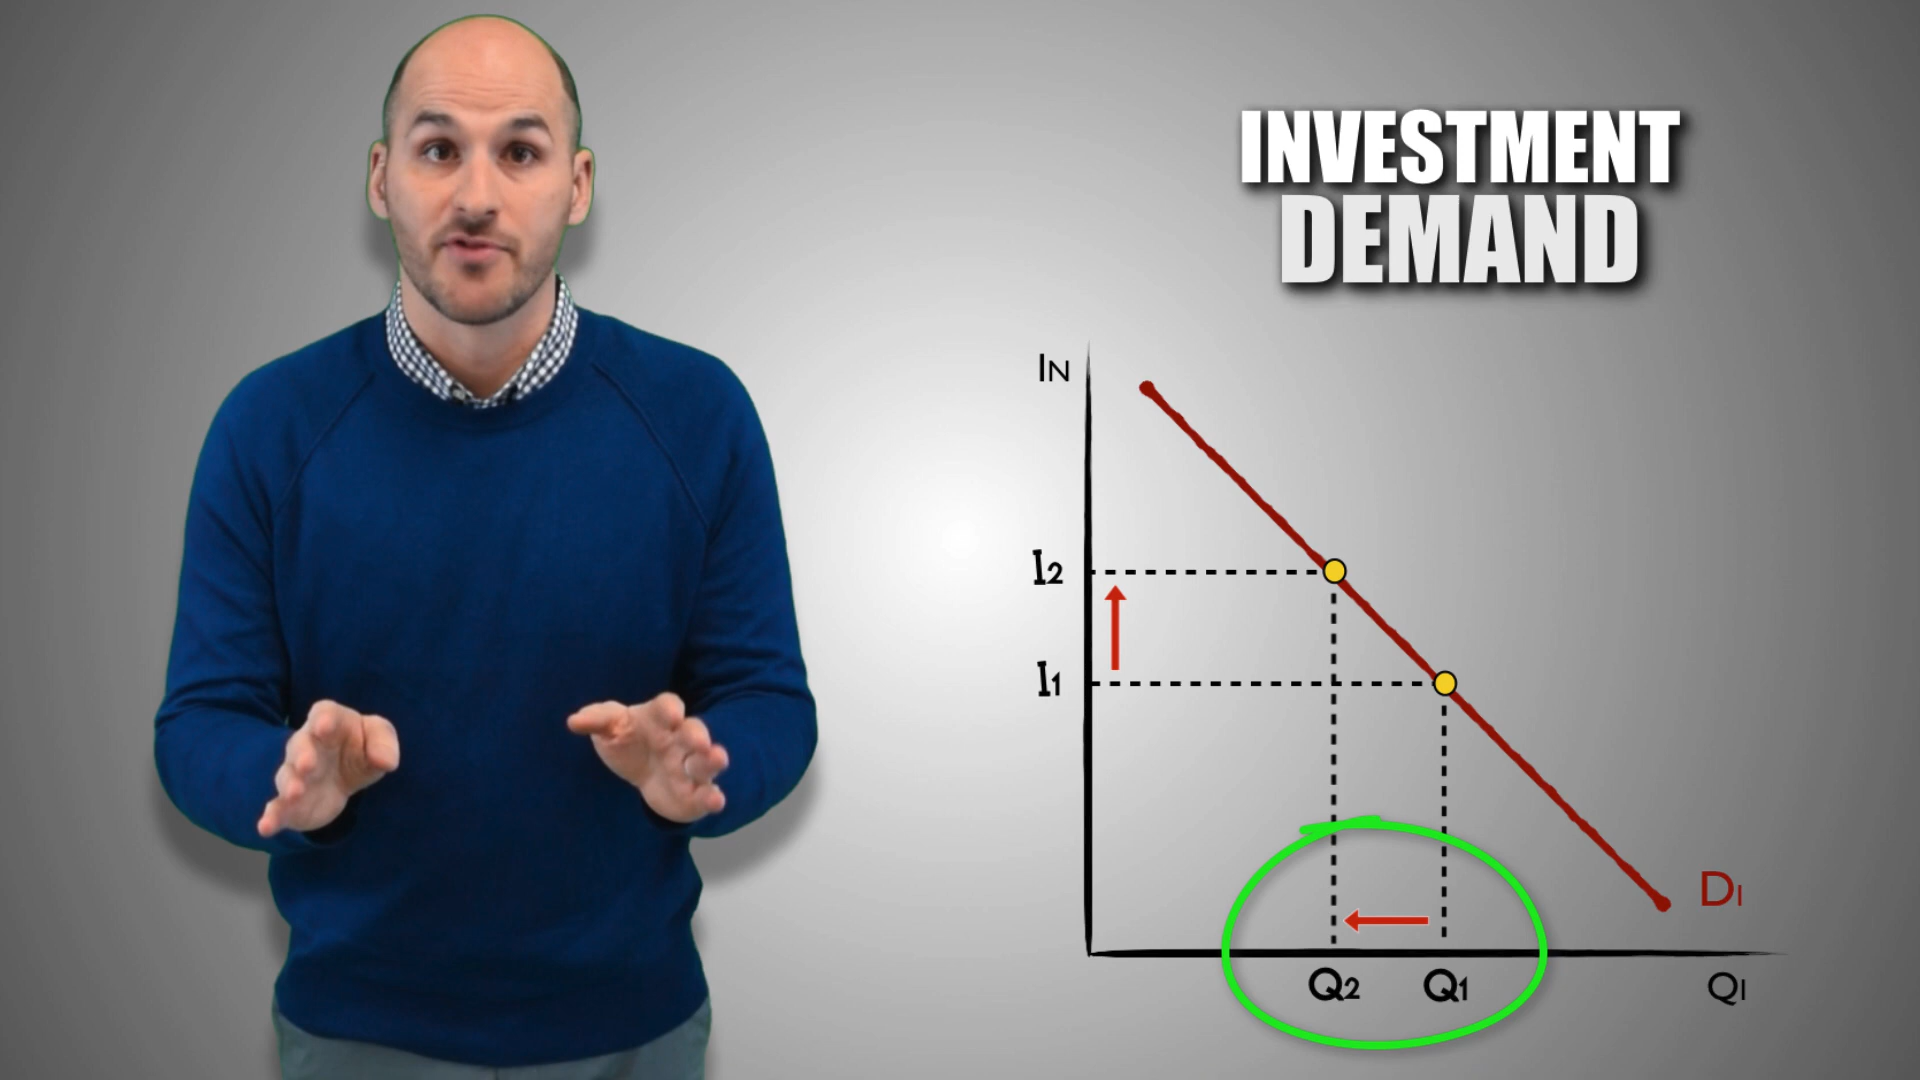 INVESTMENT
DEMAND
IN
I2
I1
DI
Q2 Q1 QI